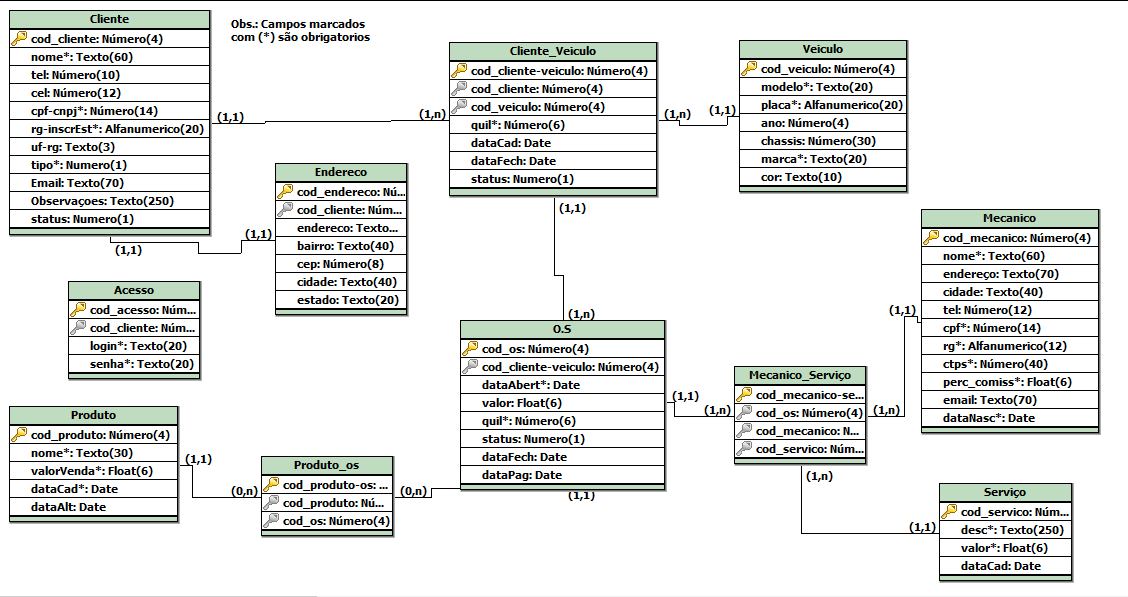 Cliente
cod_cliente: Número(4)
nome*: Texto(60)
tel: Número(10)
cel: Número(12)
cpf-cnpj*: Número(14)
rg-inscrEst*: Alfanumerico(20)
uf-rg: Texto(3)
tipo*: Numero(1)
Email: Texto(70)
Observaçoes: Texto(250)
status: Numero(1)
Obs.: Campos marcados
com (*) são obrigatorios
(1,1)
(1,n)
Cliente_Veiculo
cod_cliente-veiculo: Número(4)
cod_cliente: Número(4)
cod_veiculo: Número(4)
quil*: Número(6)
dataCad: Date
dataFech: Date
status: Numero(1)
(1,n)
(1,1)
Veiculo
cod_veiculo: Número(4)
modelo*: Texto(20)
placa*: Alfanumerico(20)
ano: Número(4)
chassis: Número(30)
marca*: Texto(20)
cor: Texto(10)
(1,1)
(1,1)
Endereco
cod_endereco: Nú...
cod_cliente: Núm...
endereco: Texto...
bairro: Texto(40)
cep: Número(8)
cidade: Texto(40)
estado: Texto(20)
(1,1)
(1,n)
Acesso
cod_acesso: Núm...
cod_cliente: Núm...
login*: Texto(20)
senha*: Texto(20)
O.S
cod_os: Número(4)
cod_cliente-veiculo: Número(4)
dataAbert*: Date
valor: Float(6)
quil*: Número(6)
status: Numero(1)
dataFech: Date
dataPag: Date
(1,1)
(1,1)
(1,n)
Mecanico_Serviço
cod_mecanico-se...
cod_os: Número(4)
cod_mecanico: N...
cod_servico: Núm...
(1,n)
(1,1)
Mecanico
cod_mecanico: Número(4)
nome*: Texto(60)
endereço: Texto(70)
cidade: Texto(40)
tel: Número(12)
cpf*: Número(14)
rg*: Alfanumerico(12)
ctps*: Número(40)
perc_comiss*: Float(6)
email: Texto(70)
dataNasc*: Date
Produto
cod_produto: Número(4)
nome*: Texto(30)
valorVenda*: Float(6)
dataCad*: Date
dataAlt: Date
(1,1)
(0,n)
Produto_os
cod_produto-os: ...
cod_produto: Nú...
cod_os: Número(4)
(0,n)
(1,n)
(1,1)
Serviço
cod_servico: Núm...
desc*: Texto(250)
valor*: Float(6)
dataCad: Date